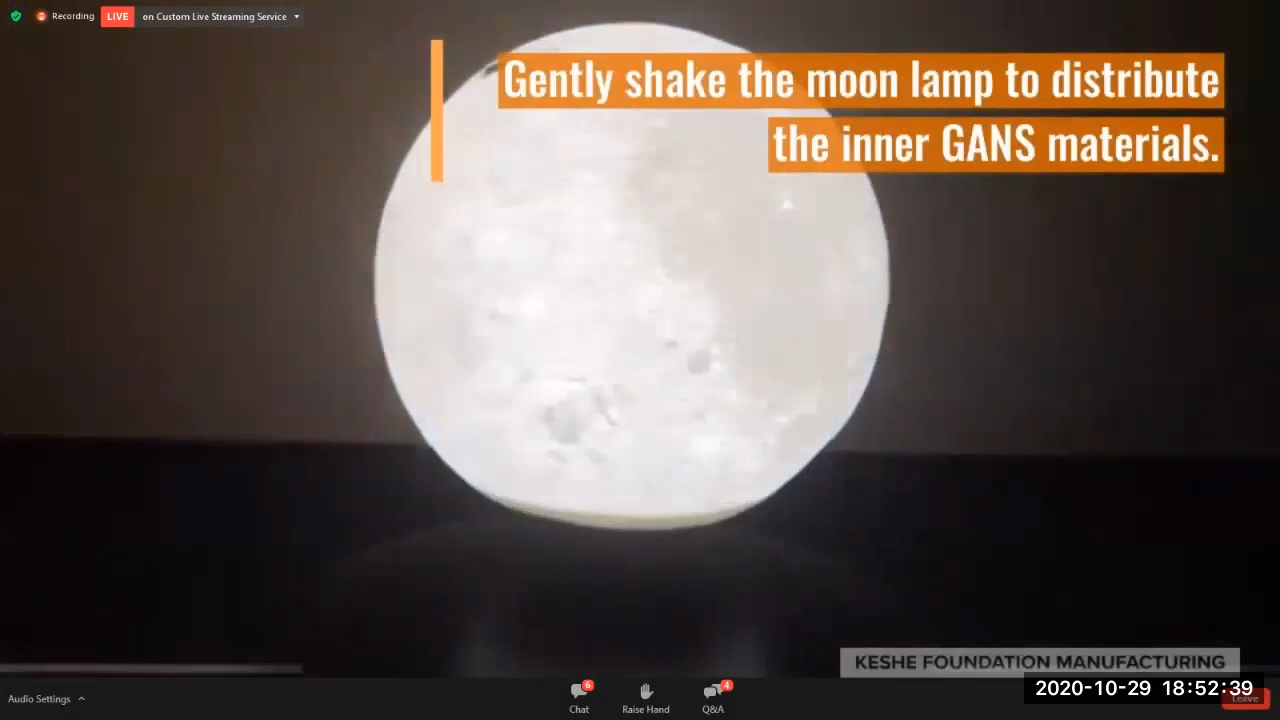 Recording
LIVE
on Custom Live Streaming Service
Gently shake the moon lamp to distribute
the inner GANS materials.
KESHE FOUNDATION MANUFACTURING
2020-10-29 18:52:39
Audio Settings
6
Chat
Raise Hand
4
Q&A
Leave